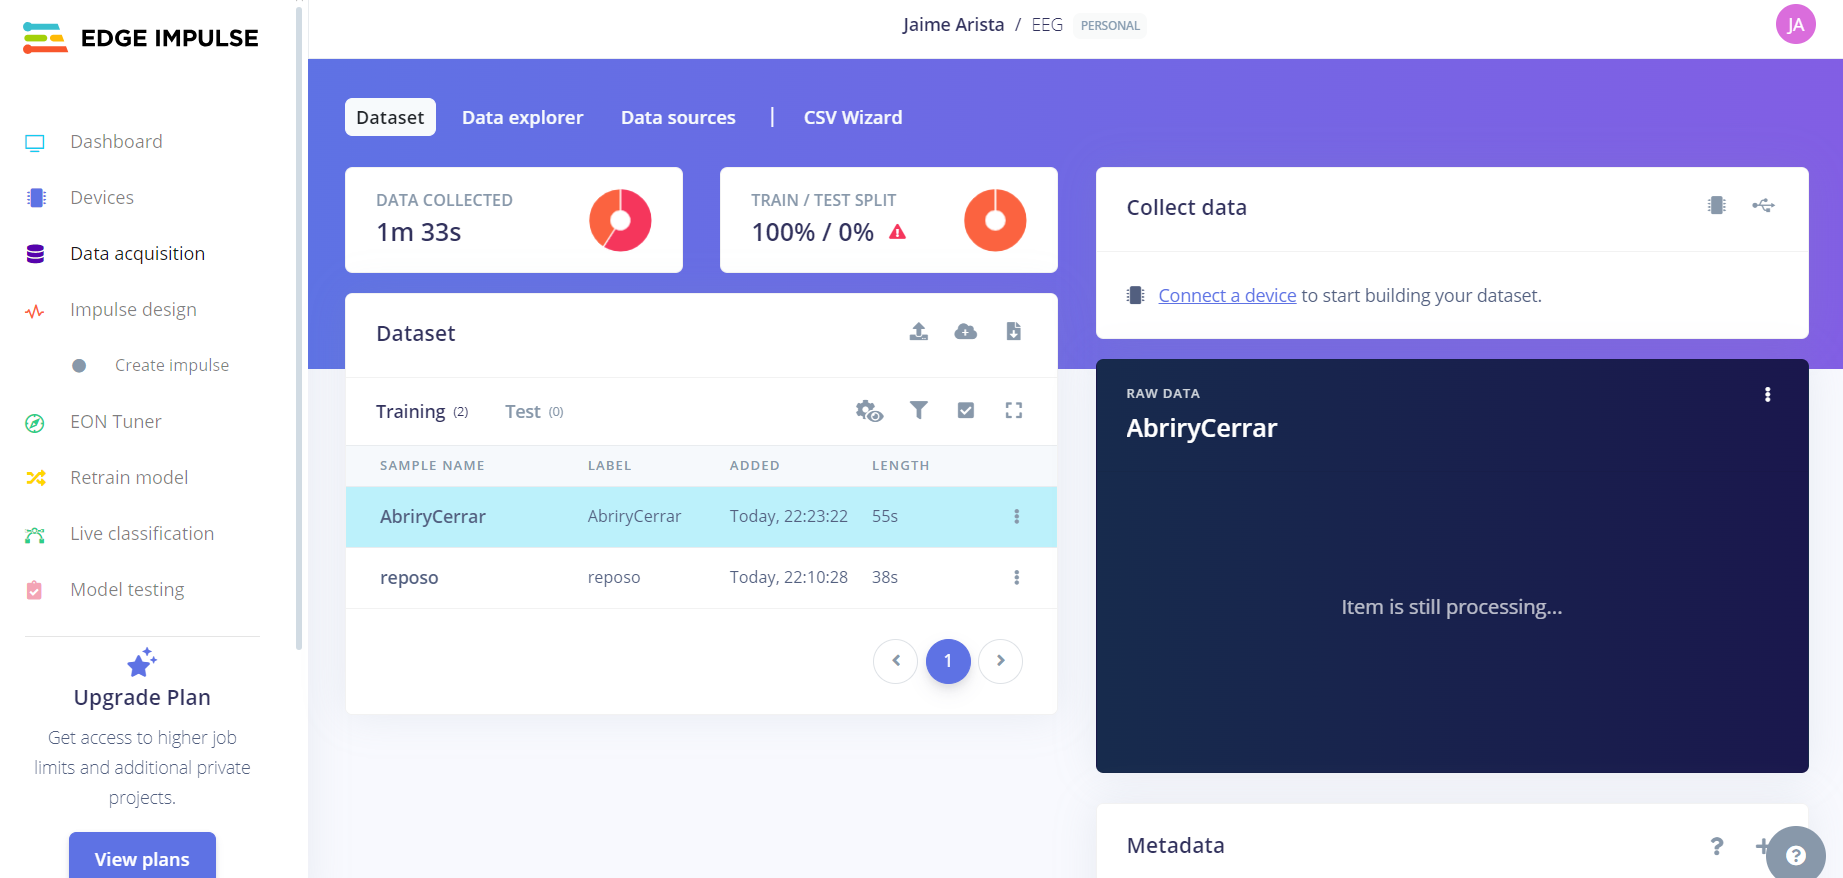 EDGE IMPULSE
Jaime Arista / EEG PERSONAL
JA
Dashboard
Devices
Data acquisition
Impulse design
Create impulse
EON Tuner
Retrain model
Live classification
Model testing
Upgrade Plan
Get access to higher job
limits and additional private
projects.
View plans
Dataset Data explorer Data sources | CSV Wizard
DATA COLLECTED
1m 33s
TRAIN / TEST SPLIT
100% / 0%
Dataset
Training (2) Test (0)
SAMPLE NAME LABEL ADDED LENGTH
AbriryCerrar AbriryCerrar Today, 22:23:22 55s
reposo reposo Today, 22:10:28 38s
1
Collect data
Connect a device to start building your dataset.
RAW DATA
AbriryCerrar
Item is still processing...
Metadata